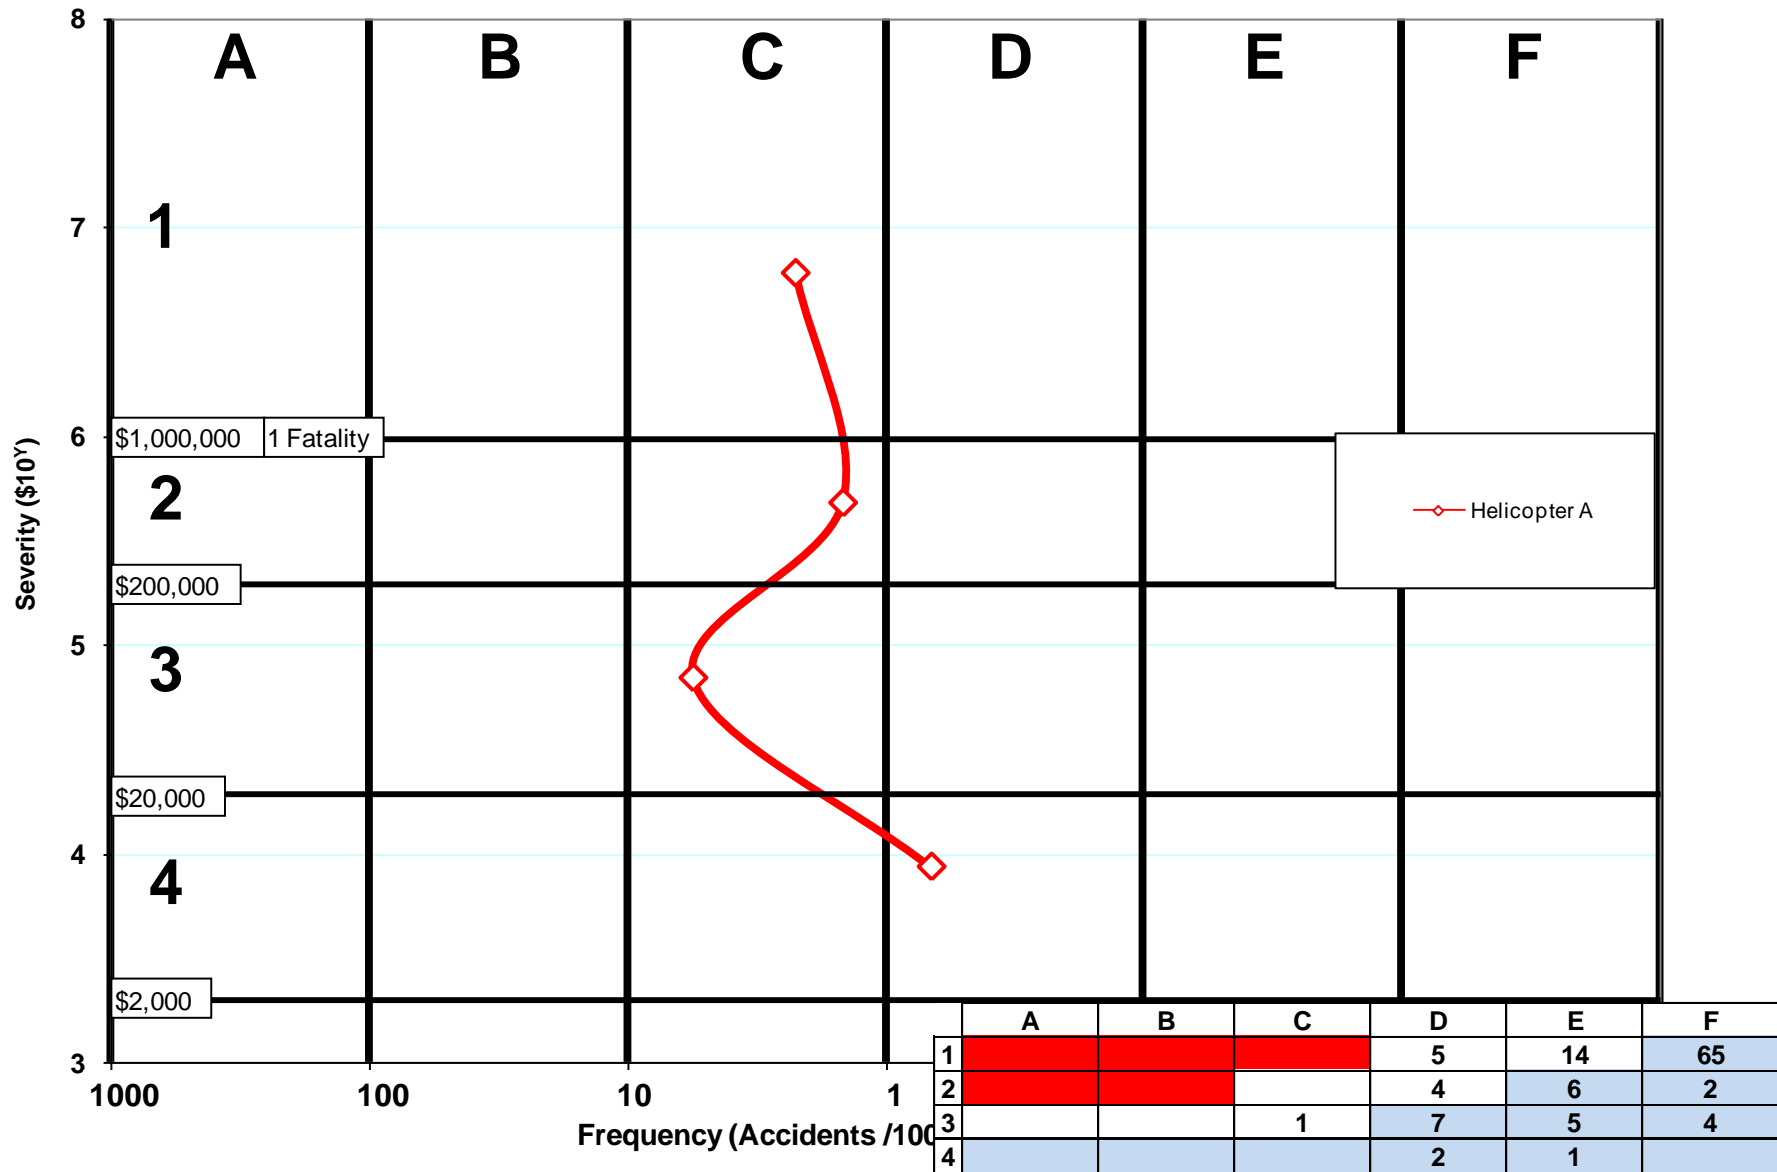 8
A B C D E F
7
1
$1,000,000 1 Fatality
6
Severity ($10^Y)
2
Helicopter A
$200,000
5
3
$20,000
4
4
$2,000
3
1000 100 10 1
Frequency (Accidents /100
A B C D E F
1 5 14 65
2 4 6 2
3 1 7 5 4
4 2 1